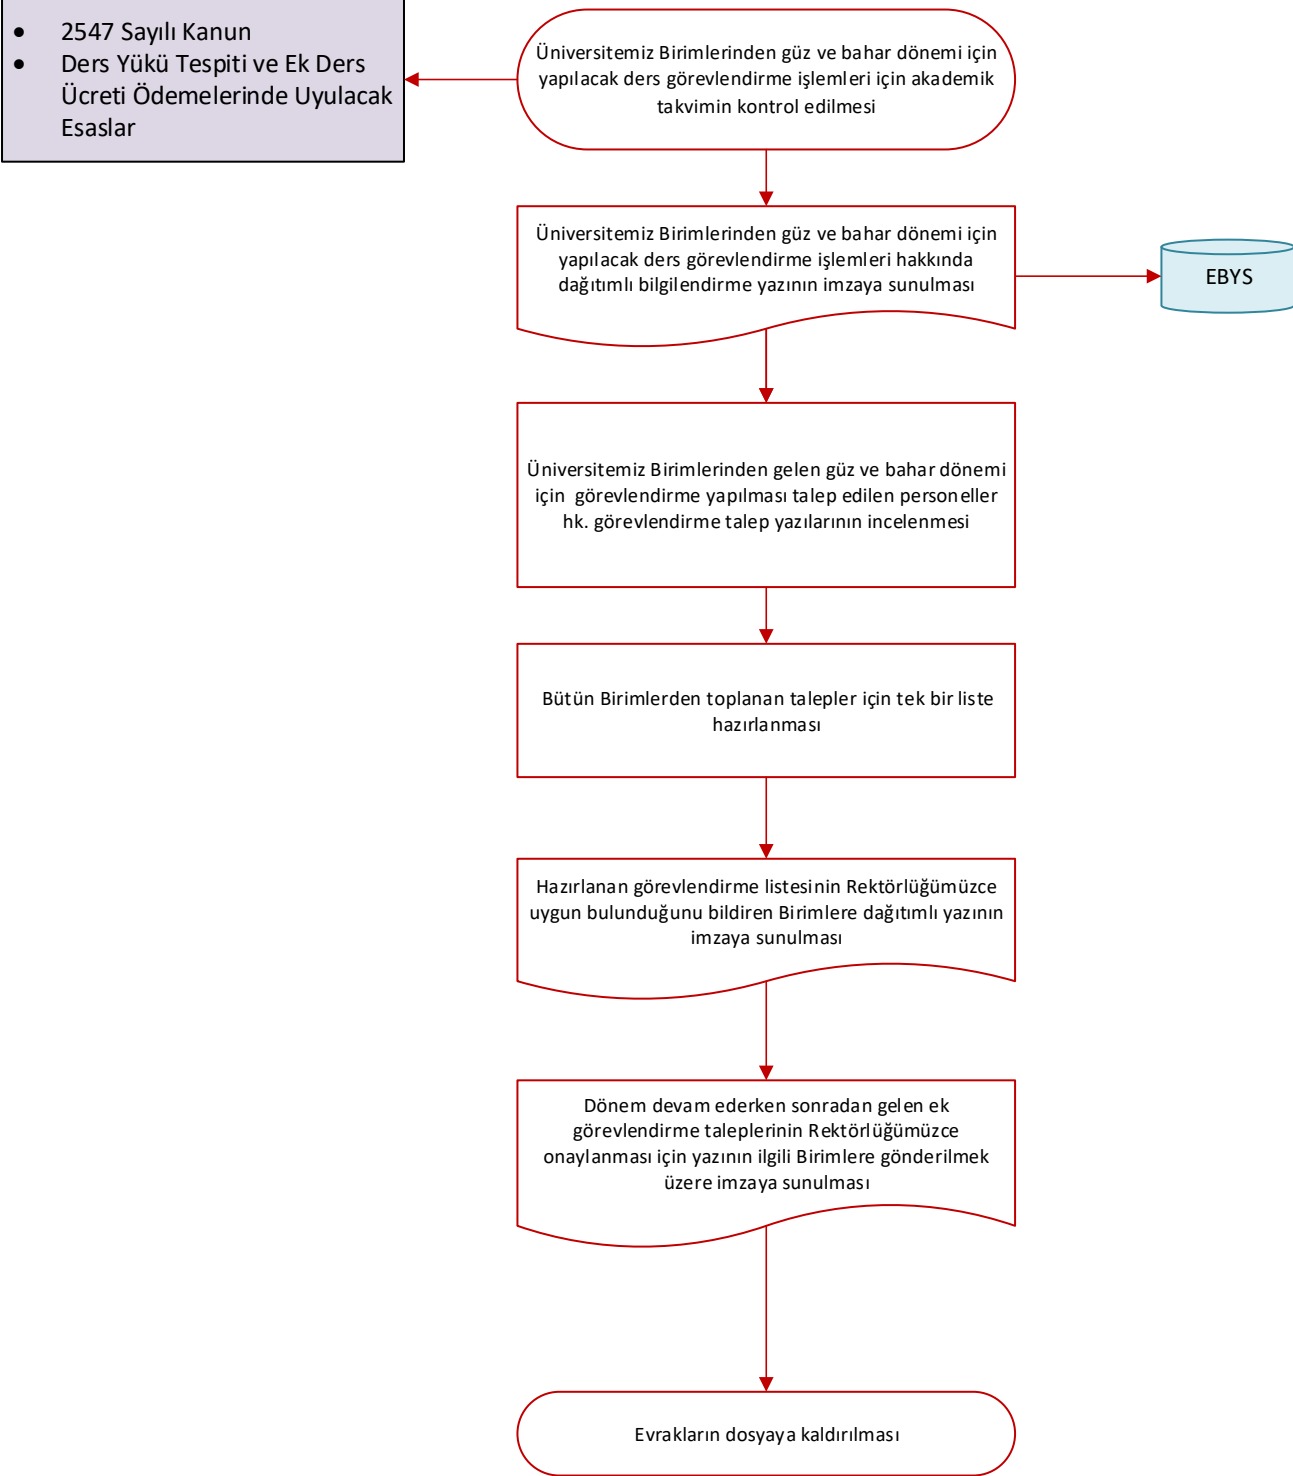 • 2547 Sayılı Kanun
• Ders Yükü Tespiti ve Ek Ders
Ücreti Ödemelerinde Uyulacak
Esaslar
Üniversitemiz Birimlerinden güz ve bahar dönemi için
yapılacak ders görevlendirme işlemleri için akademik
takvimin kontrol edilmesi
Üniversitemiz Birimlerinden güz ve bahar dönemi için
yapılacak ders görevlendirme işlemleri hakkında
dağıtımlı bilgilendirme yazının imzaya sunulması
EBYS
Üniversitemiz Birimlerinden gelen güz ve bahar dönemi
için görevlendirme yapılması talep edilen personeller
hk. görevlendirme talep yazılarının incelenmesi
Bütün Birimlerden toplanan talepler için tek bir liste
hazırlanması
Hazırlanan görevlendirme listesinin Rektörlüğümüzce
uygun bulunduğunu bildiren Birimlere dağıtımlı yazının
imzaya sunulması
Dönem devam ederken sonradan gelen ek
görevlendirme taleplerinin Rektörlüğümüzce
onaylanması için yazının ilgili Birimlere gönderilmek
üzere imzaya sunulması
Evrakların dosyaya kaldırılması